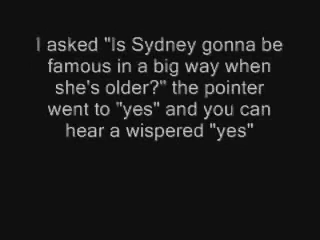 I asked "Is Sydney gonna be
famous in a big way when
she's older?" the pointer
went to "yes" and you can
hear a wispered "yes"